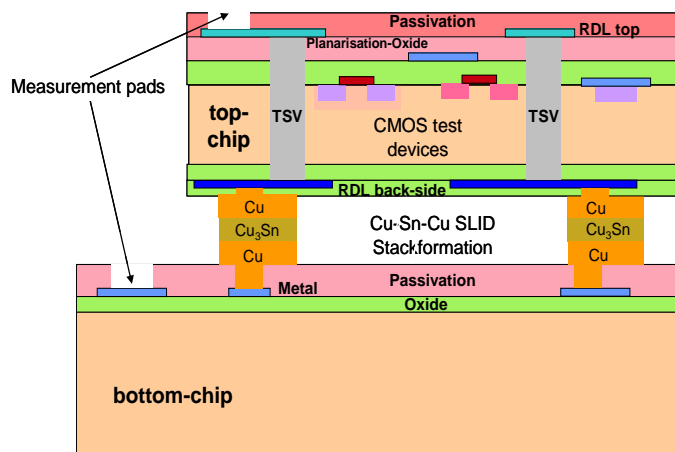 Passivation
RDL top
Planarisation-Oxide
Measurement pads
top-
chip
TSV
CMOS test
devices
TSV
RDL back-side
Cu
Cu₃Sn
Cu
Cu-Sn-Cu SLID
Stackformation
Cu
Cu₃Sn
Cu
Metal
Passivation
Oxide
bottom-chip